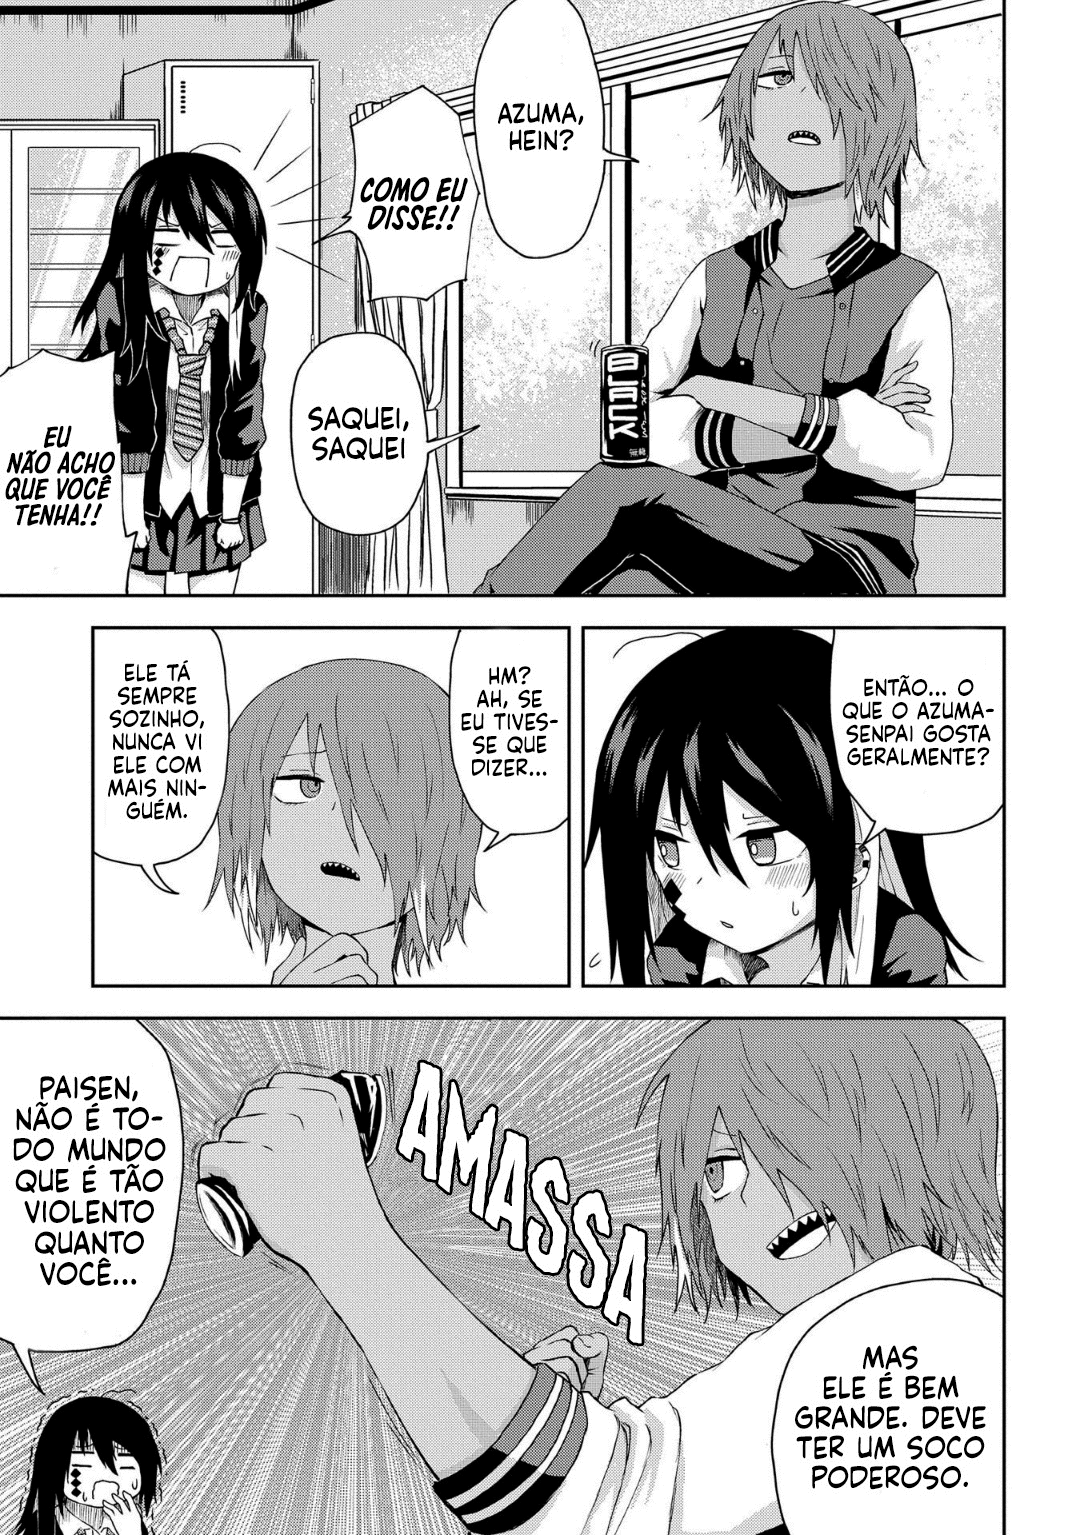 AZUMA,
HEIN?
COMO EU
DISSE!!
SAQUEI,
SAQUEI
EU
NÃO ACHO
QUE VOCÊ
TENHA!!
ENTÃO... O
QUE O AZUMA-
SENPAI GOSTA
GERALMENTE?
HM?
AH, SE
EU TIVES-
SE QUE
DIZER...
ELE TÁ
SEMPRE
SOZINHO,
NUNCA VI
ELE COM
MAIS NIN-
GUÉM.
MAS
ELE É BEM
GRANDE. DEVE
TER UM SOCO
PODEROSO.
AMASSA
PAISEN,
NÃO É TO-
DO MUNDO
QUE É TÃO
VIOLENTO
QUANTO
VOCÊ...